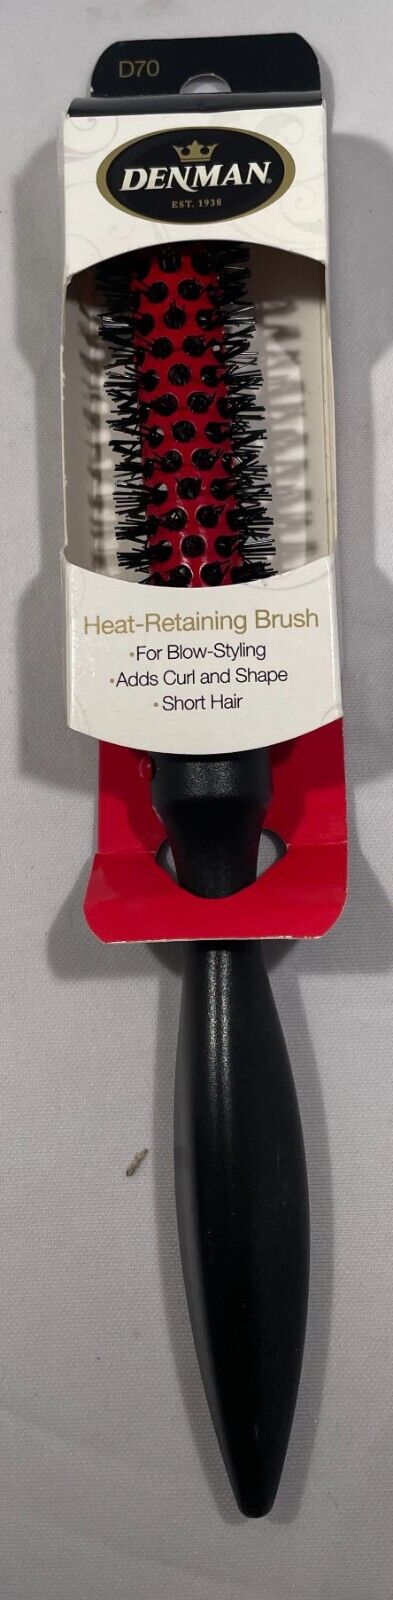 D70
DENMAN®
EST. 1938
Heat-Retaining Brush
•For Blow-Styling
•Adds Curl and Shape
•Short Hair